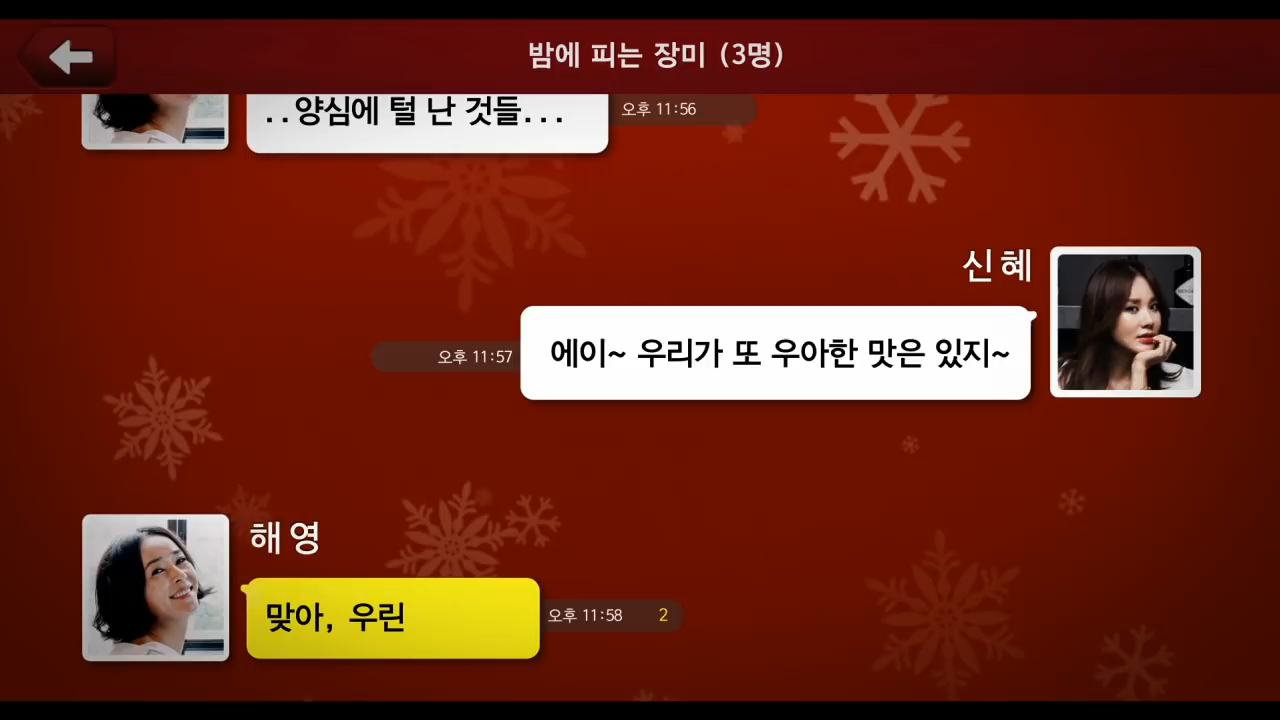 밤에 피는 장미 (3명)
..양심에 털 난 것들...
오후 11:56
신혜
오후 11:57
에이~ 우리가 또 우아한 맛은 있지~
해영
맞아, 우린
오후 11:58 2